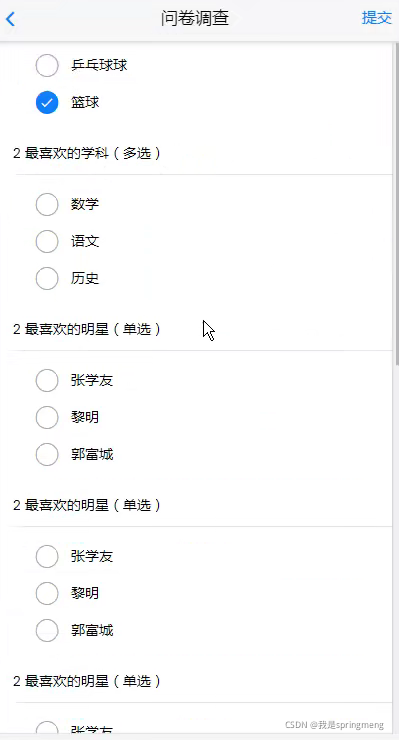 问卷调查
提交
乒乓球球
篮球
2 最喜欢的学科（多选）
数学
语文
历史
2 最喜欢的明星（单选）
张学友
黎明
郭富城
2 最喜欢的明星（单选）
张学友
黎明
郭富城
2 最喜欢的明星（单选）
张学友
CSDN @我是springmeng